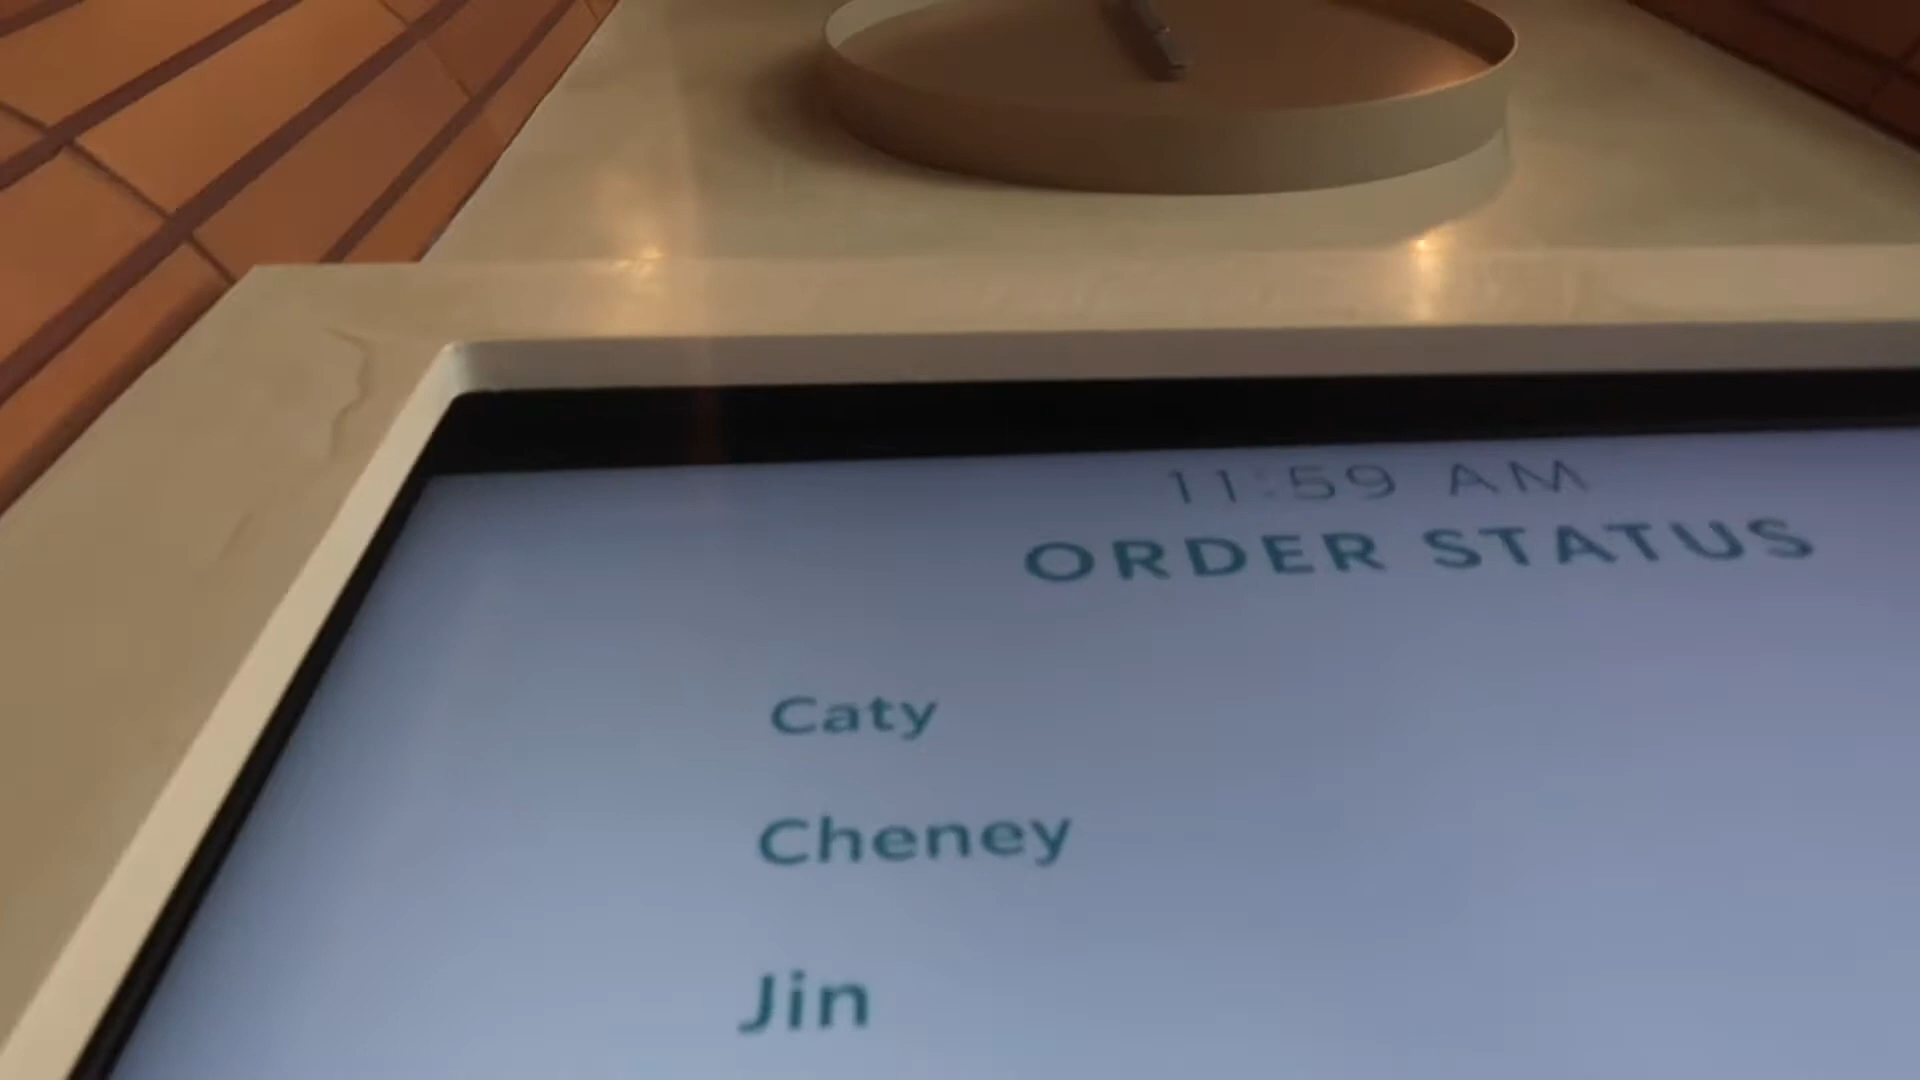 11:59 AM
ORDER STATUS
Caty
Cheney
Jin